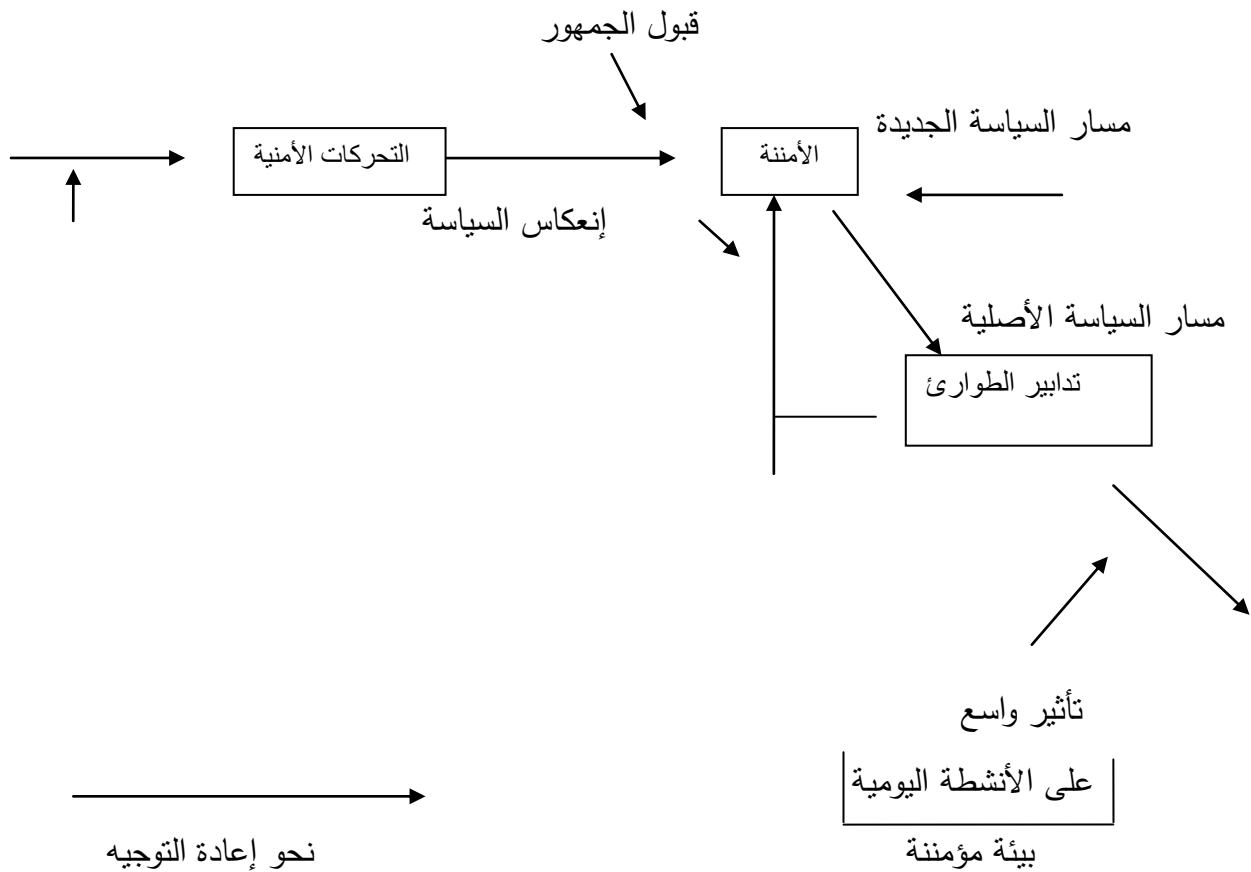 قبول الجمهور
مسار السياسة الجديدة
الأمننة
التحركات الأمنية
إنعكاس السياسة
مسار السياسة الأصلية
تدابير الطوارئ
تأثير واسع
على الأنشطة اليومية
بيئة مؤمننة
نحو إعادة التوجيه